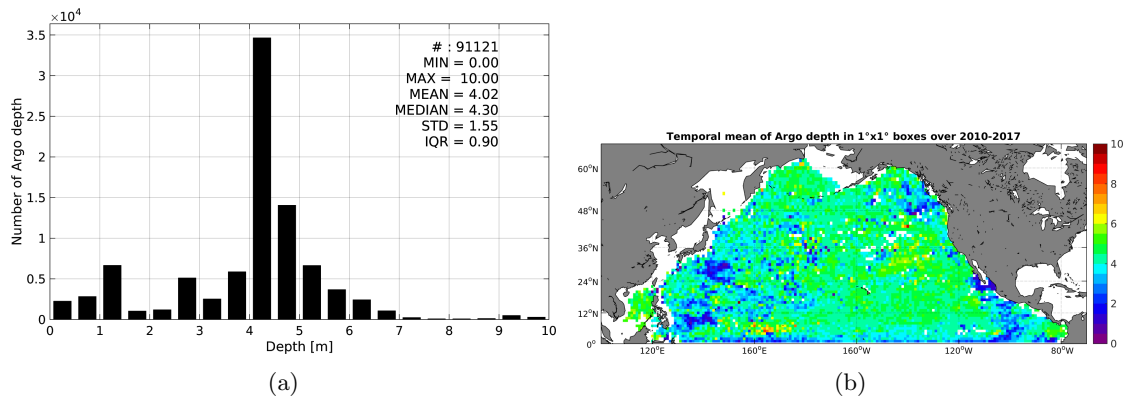 ×10⁴
3.5
3
2.5
1.5
1
0.5
0
Number of Argo depth
# : 91121
MIN = 0.00
MAX = 10.00
MEAN = 4.02
MEDIAN = 4.30
STD = 1.55
IQR = 0.90
0 1 2 3 4 5 6 7 8 9 10
Depth [m]
(a)
Temporal mean of Argo depth in 1°x1° boxes over 2010-2017
60°N
48°N
36°N
24°N
12°N
0°
120°E 160°E 160°W 120°W 80°W
10
8
6
4
2
0
(b)